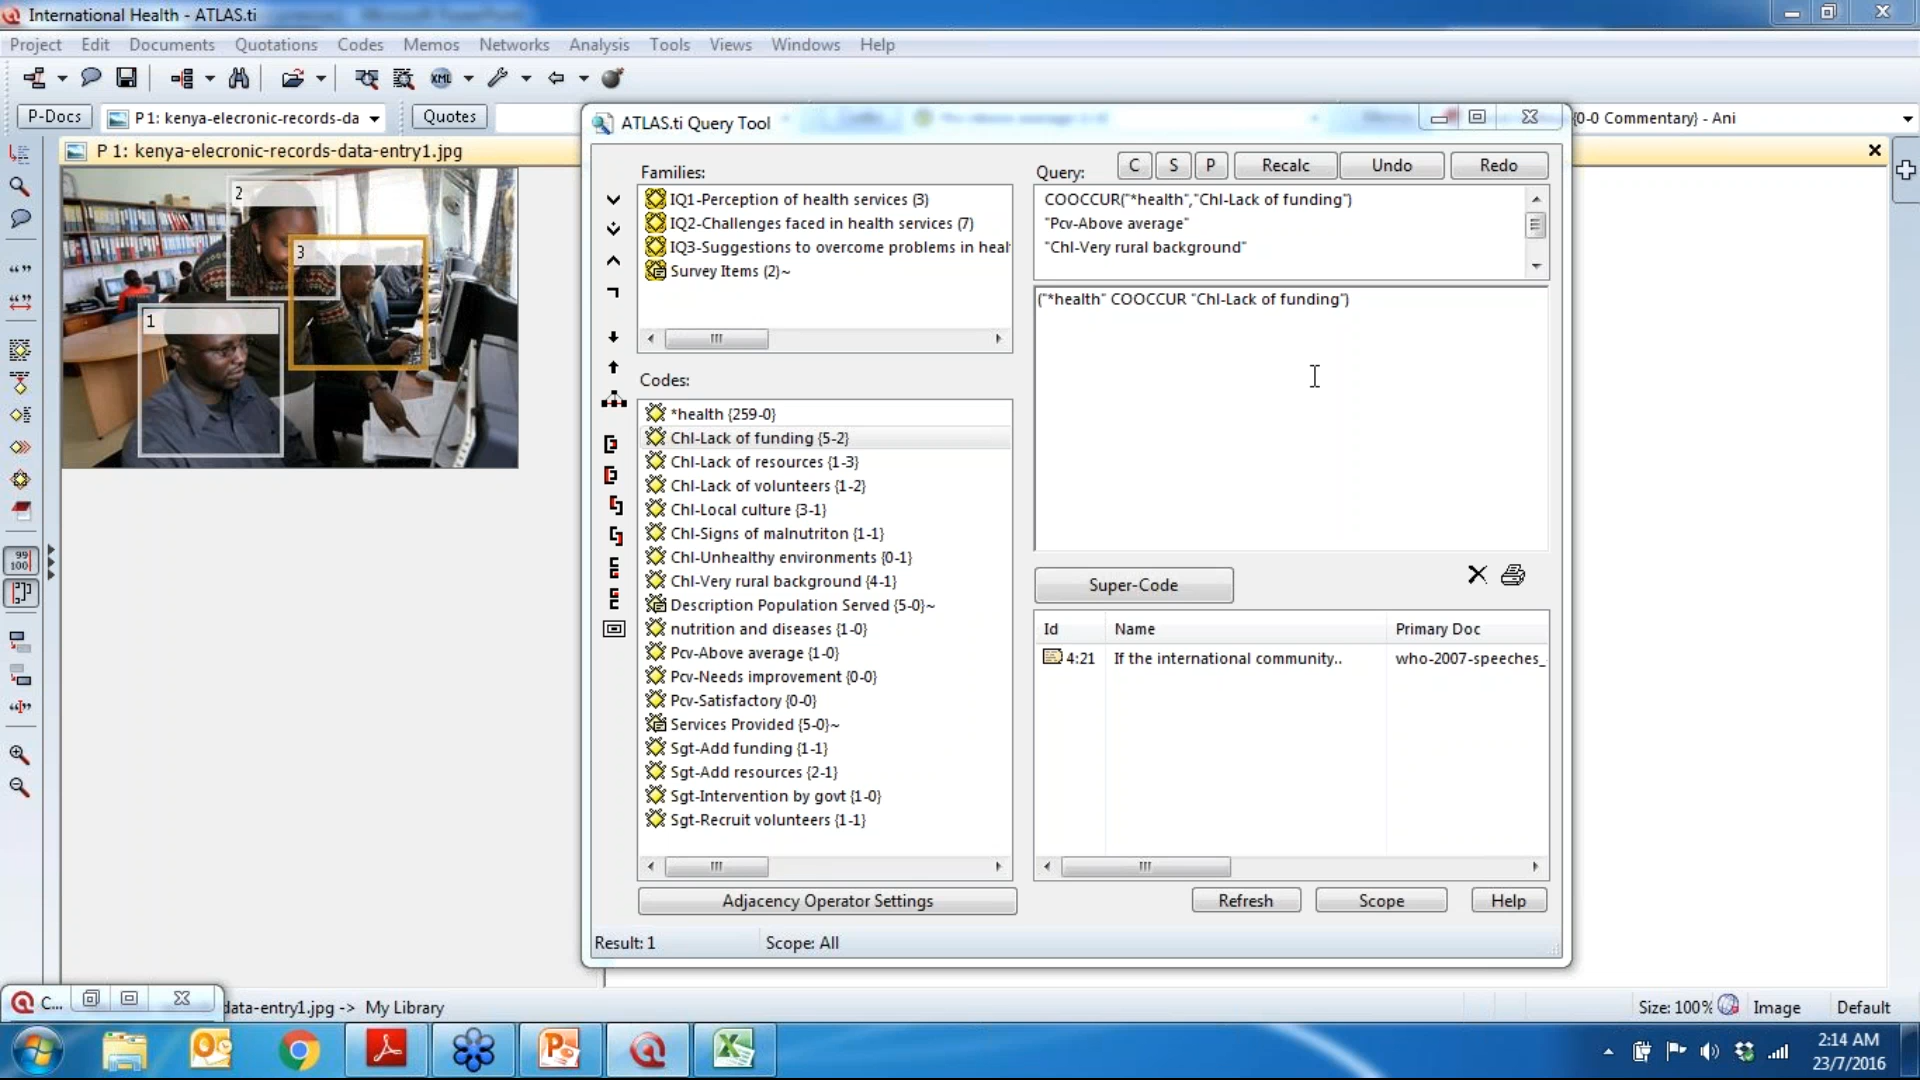 International Health - ATLAS.ti
Project Edit Documents Quotations Codes Memos Networks Analysis Tools Views Windows Help
P-Docs P 1: kenya-elecronic-records-da Quotes {0-0 Commentary} - Ani
P 1: kenya-elecronic-records-data-entry1.jpg
1
2
3
ATLAS.ti Query Tool
Families:
IQ1-Perception of health services (3)
IQ2-Challenges faced in health services (7)
IQ3-Suggestions to overcome problems in heal
Survey Items (2)~
Codes:
*health {259-0}
Chl-Lack of funding {5-2}
Chl-Lack of resources {1-3}
Chl-Lack of volunteers {1-2}
Chl-Local culture {3-1}
Chl-Signs of malnutriton {1-1}
Chl-Unhealthy environments {0-1}
Chl-Very rural background {4-1}
Description Population Served {5-0}~
nutrition and diseases {1-0}
Pcv-Above average {1-0}
Pcv-Needs improvement {0-0}
Pcv-Satisfactory {0-0}
Services Provided {5-0}~
Sgt-Add funding {1-1}
Sgt-Add resources {2-1}
Sgt-Intervention by govt {1-0}
Sgt-Recruit volunteers {1-1}
Adjacency Operator Settings
Query: C S P Recalc Undo Redo
COOCCUR("*health","Chl-Lack of funding")
"Pcv-Above average"
"Chl-Very rural background"
("*health" COOCCUR "Chl-Lack of funding")
Super-Code
Id Name Primary Doc
4:21 If the international community.. who-2007-speeches_
Refresh Scope Help
Result: 1 Scope: All
C... data-entry1.jpg -> My Library Size: 100% Image Default
2:14 AM
23/7/2016